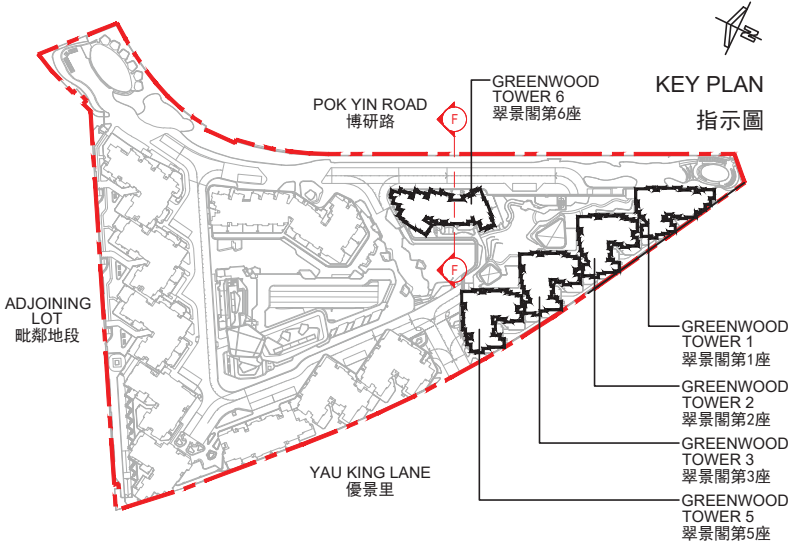 N
KEY PLAN
指示圖
GREENWOOD
TOWER 6
翠景閣第6座
POK YIN ROAD
博研路
F
F
ADJOINING
LOT
毗鄰地段
GREENWOOD
TOWER 1
翠景閣第1座
GREENWOOD
TOWER 2
翠景閣第2座
GREENWOOD
TOWER 3
翠景閣第3座
GREENWOOD
TOWER 5
翠景閣第5座
YAU KING LANE
優景里